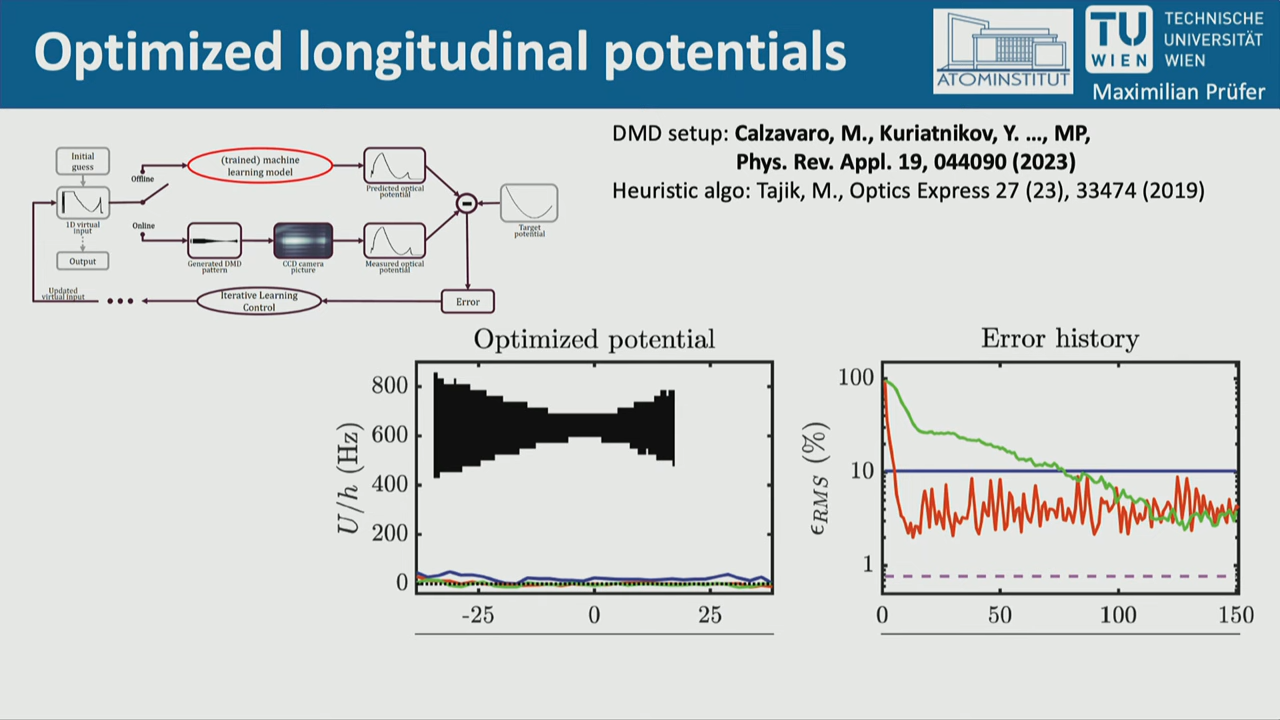 Optimized longitudinal potentials
ATOMINSTITUT
TU
WIEN
TECHNISCHE
UNIVERSITÄT
WIEN
Maximilian Prüfer
DMD setup: Calzavaro, M., Kuriatnikov, Y. ..., MP,
Phys. Rev. Appl. 19, 044090 (2023)
Heuristic algo: Tajik, M., Optics Express 27 (23), 33474 (2019)
Initial
guess
Offline
(trained) machine
learning model
Predicted optical
potential
1D virtual
input
Online
Target
potential
Output
Generated DMD
pattern
CCD camera
picture
Measured optical
potential
Updated
virtual input
Iterative Learning
Control
Error
Optimized potential
U/h (Hz)
800
600
400
200
0
-25 0 25
Error history
ϵRMS (%)
100
10
1
0 50 100 150